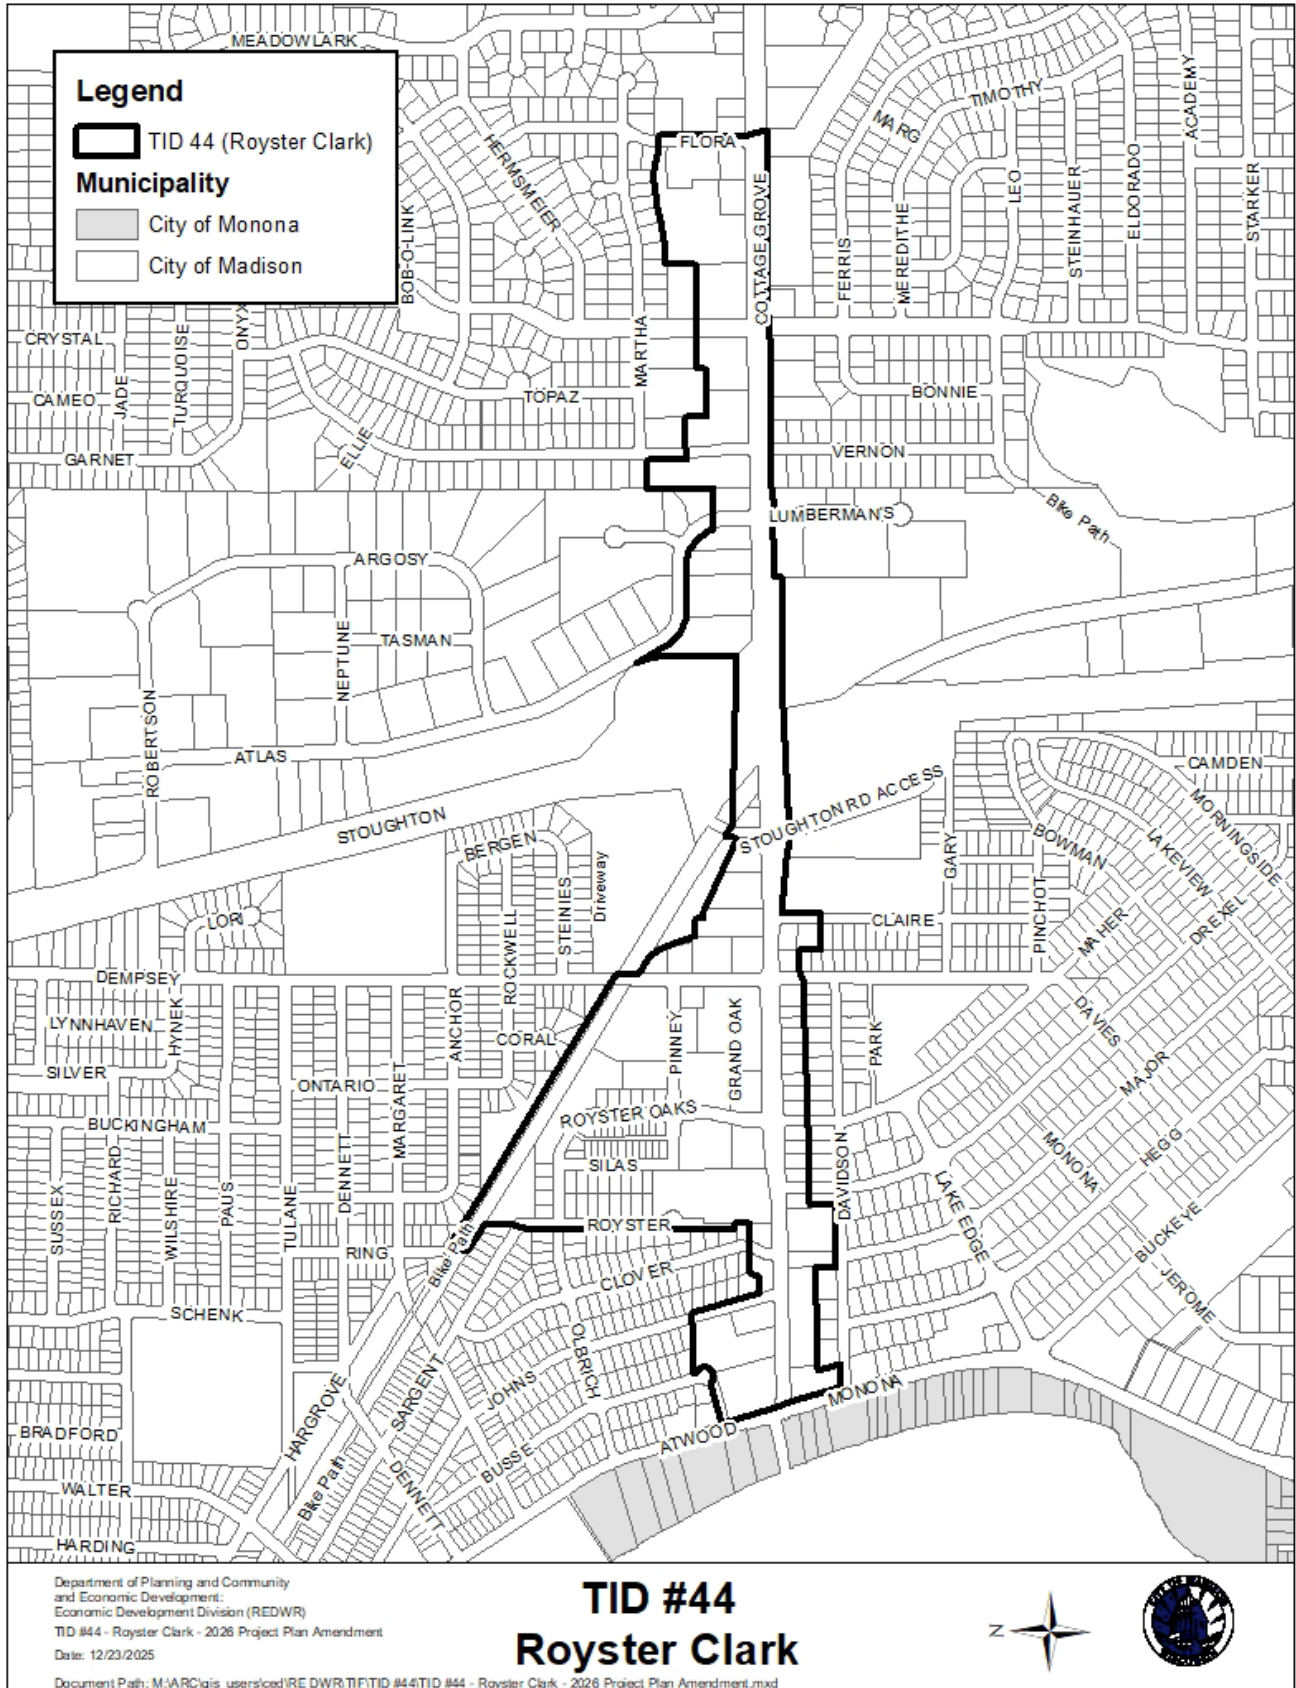 MEADOWLARK
Legend
TID 44 (Royster Clark)
Municipality
City of Monona
City of Madison
FLORA
HERMSMEIER
BOB-O-LINK
MARTHA
COTTAGE GROVE
MARG
TIMOTHY
ACADEMY
FERRIS
MEREDITHE
LEO
STEINHAUER
ELDORADO
STARKER
CRYSTAL
JADE
TURQUOISE
ONYX
CAMEO
TOPAZ
BONNIE
GARNET
ELLIE
VERNON
LUMBERMAN'S
Bike Path
ARGOSY
NEPTUNE
TASMAN
ROBERTSON
ATLAS
STOUGHTON
STOUGHTON RD ACCESS
CAMDEN
MORNINGSIDE
BERGEN
BOWMAN
LAKEVIEW
GARY
Driveway
STEINIES
ROCKWELL
LORI
CLAIRE
PINCHOT
MAHER
DREXEL
DEMPSEY
LYNNHAVEN
HYNEK
ANCHOR
CORAL
PINNEY
GRAND OAK
PARK
DAVIES
SILVER
ONTARIO
MARGARET
MAJOR
BUCKINGHAM
ROYSTER OAKS
SILAS
DAVIDSON
MONONA
HEGG
SUSSEX
RICHARD
WILSHIRE
PAUS
TULANE
DENNETT
LAKE EDGE
BUCKEYE
ROYSTER
RING
Bike Path
CLOVER
JEROME
SCHENK
OLBRICH
JOHNS
SARGENT
HARGROVE
MONONA
BRADFORD
ATWOOD
BUSSE
DENNETT
WALTER
Bike Path
HARDING
Department of Planning and Community
and Economic Development:
Economic Development Division (REDWR)
TID #44 - Royster Clark - 2026 Project Plan Amendment
Date: 12/23/2025
Document Path: M:\ARC\gis_users\ced\REDWR\TIF\TID #44\TID #44 - Royster Clark - 2026 Project Plan Amendment.mxd
TID #44
Royster Clark
N